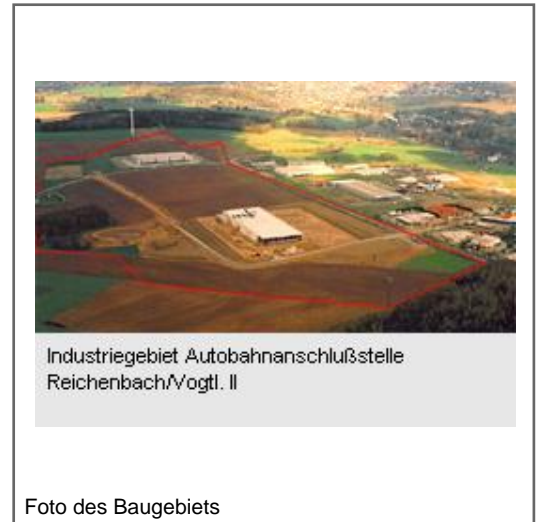 Industriegebiet Autobahnanschlußstelle
Reichenbach/Vogtl. II
Foto des Baugebiets